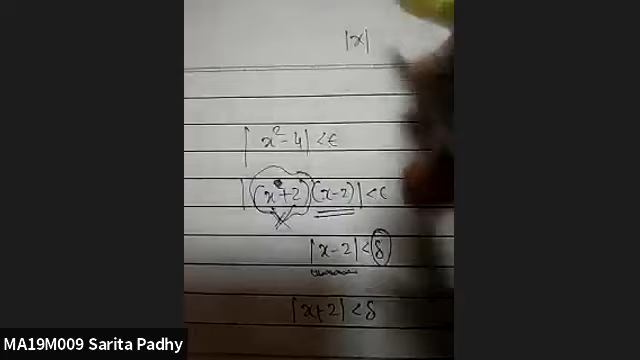 |x|
|x²-4| < ε
|(x+2)(x-2)| < ε
|x-2| < δ
|x+2| < δ
MA19M009 Sarita Padhy